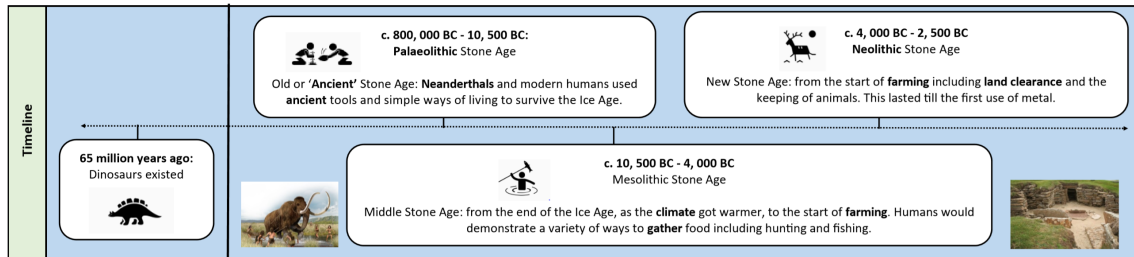 Timeline
65 million years ago:
Dinosaurs existed
c. 800, 000 BC - 10, 500 BC:
Palaeolithic Stone Age
Old or ‘Ancient’ Stone Age: Neanderthals and modern humans used
ancient tools and simple ways of living to survive the Ice Age.
c. 10, 500 BC - 4, 000 BC
Mesolithic Stone Age
Middle Stone Age: from the end of the Ice Age, as the climate got warmer, to the start of farming. Humans would
demonstrate a variety of ways to gather food including hunting and fishing.
c. 4, 000 BC - 2, 500 BC
Neolithic Stone Age
New Stone Age: from the start of farming including land clearance and the
keeping of animals. This lasted till the first use of metal.